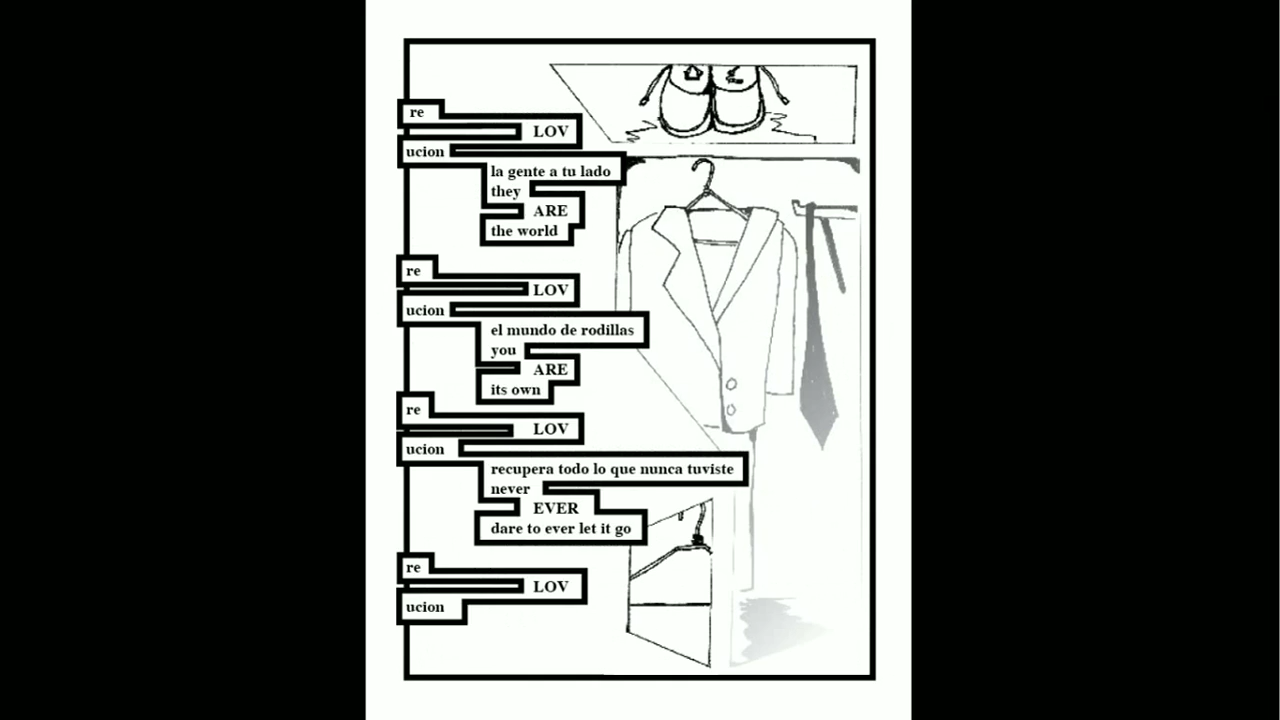 re
LOV
ucion
la gente a tu lado
they
ARE
the world
re
LOV
ucion
el mundo de rodillas
you
ARE
its own
re
LOV
ucion
recupera todo lo que nunca tuviste
never
EVER
dare to ever let it go
re
LOV
ucion